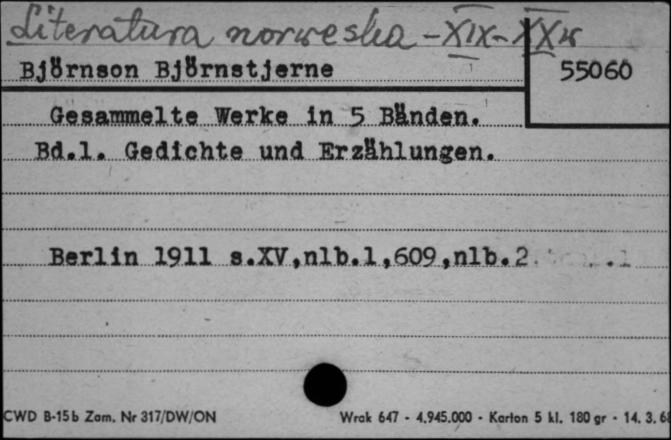 Literatura norweska - XIX - XX w
Björnson Björnstjerne
55060
Gesammelte Werke in 5 Bänden.
Bd.1. Gedichte und Erzählungen.
Berlin 1911 s.XV,nlb.1,609,nlb.2
CWD B-15b Zam. Nr 317/DW/ON Wrak 647 - 4.945.000 - Karton 5 kl. 180 gr - 14. 3. 68